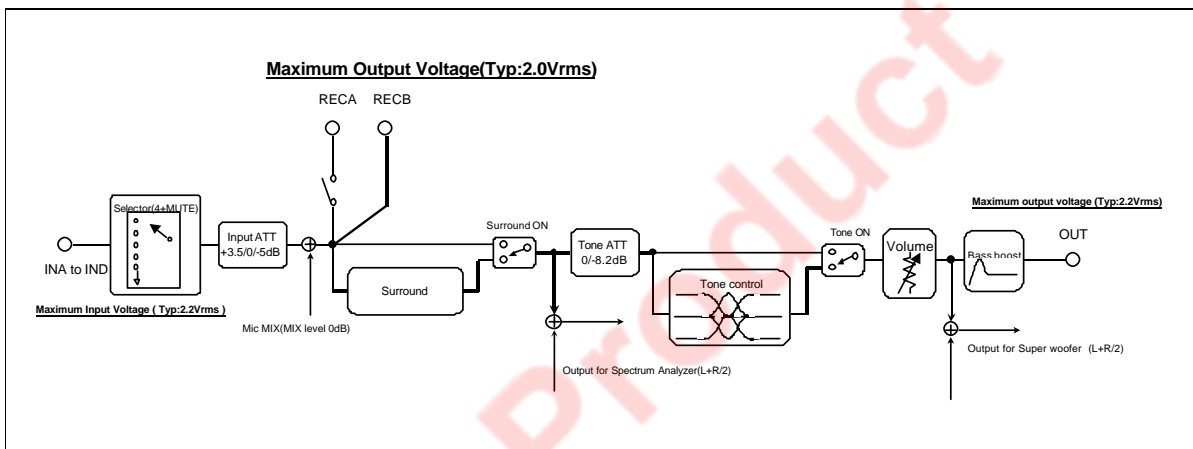 Maximum Output Voltage(Typ:2.0Vrms)
RECA
RECB
Selector(4+MUTE)
Input ATT
+3.5/0/-5dB
INA to IND
Maximum Input Voltage ( Typ:2.2Vrms )
Surround
Mic MIX(MIX level 0dB)
Surround ON
Tone ATT
0/-8.2dB
Output for Spectrum Analyzer(L+R/2)
Tone control
Tone ON
Volume
Maximum output voltage (Typ:2.2Vrms)
OUT
Bass boost
Output for Super woofer (L+R/2)
Product